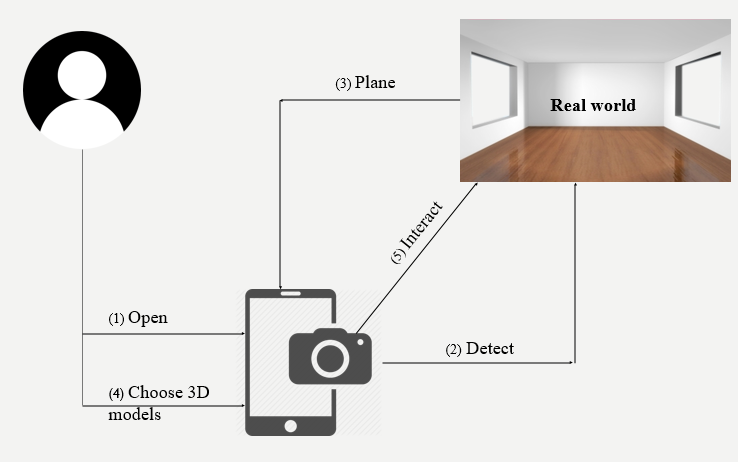 (3) Plane
Real world
(5) Interact
(1) Open
(2) Detect
(4) Choose 3D
models